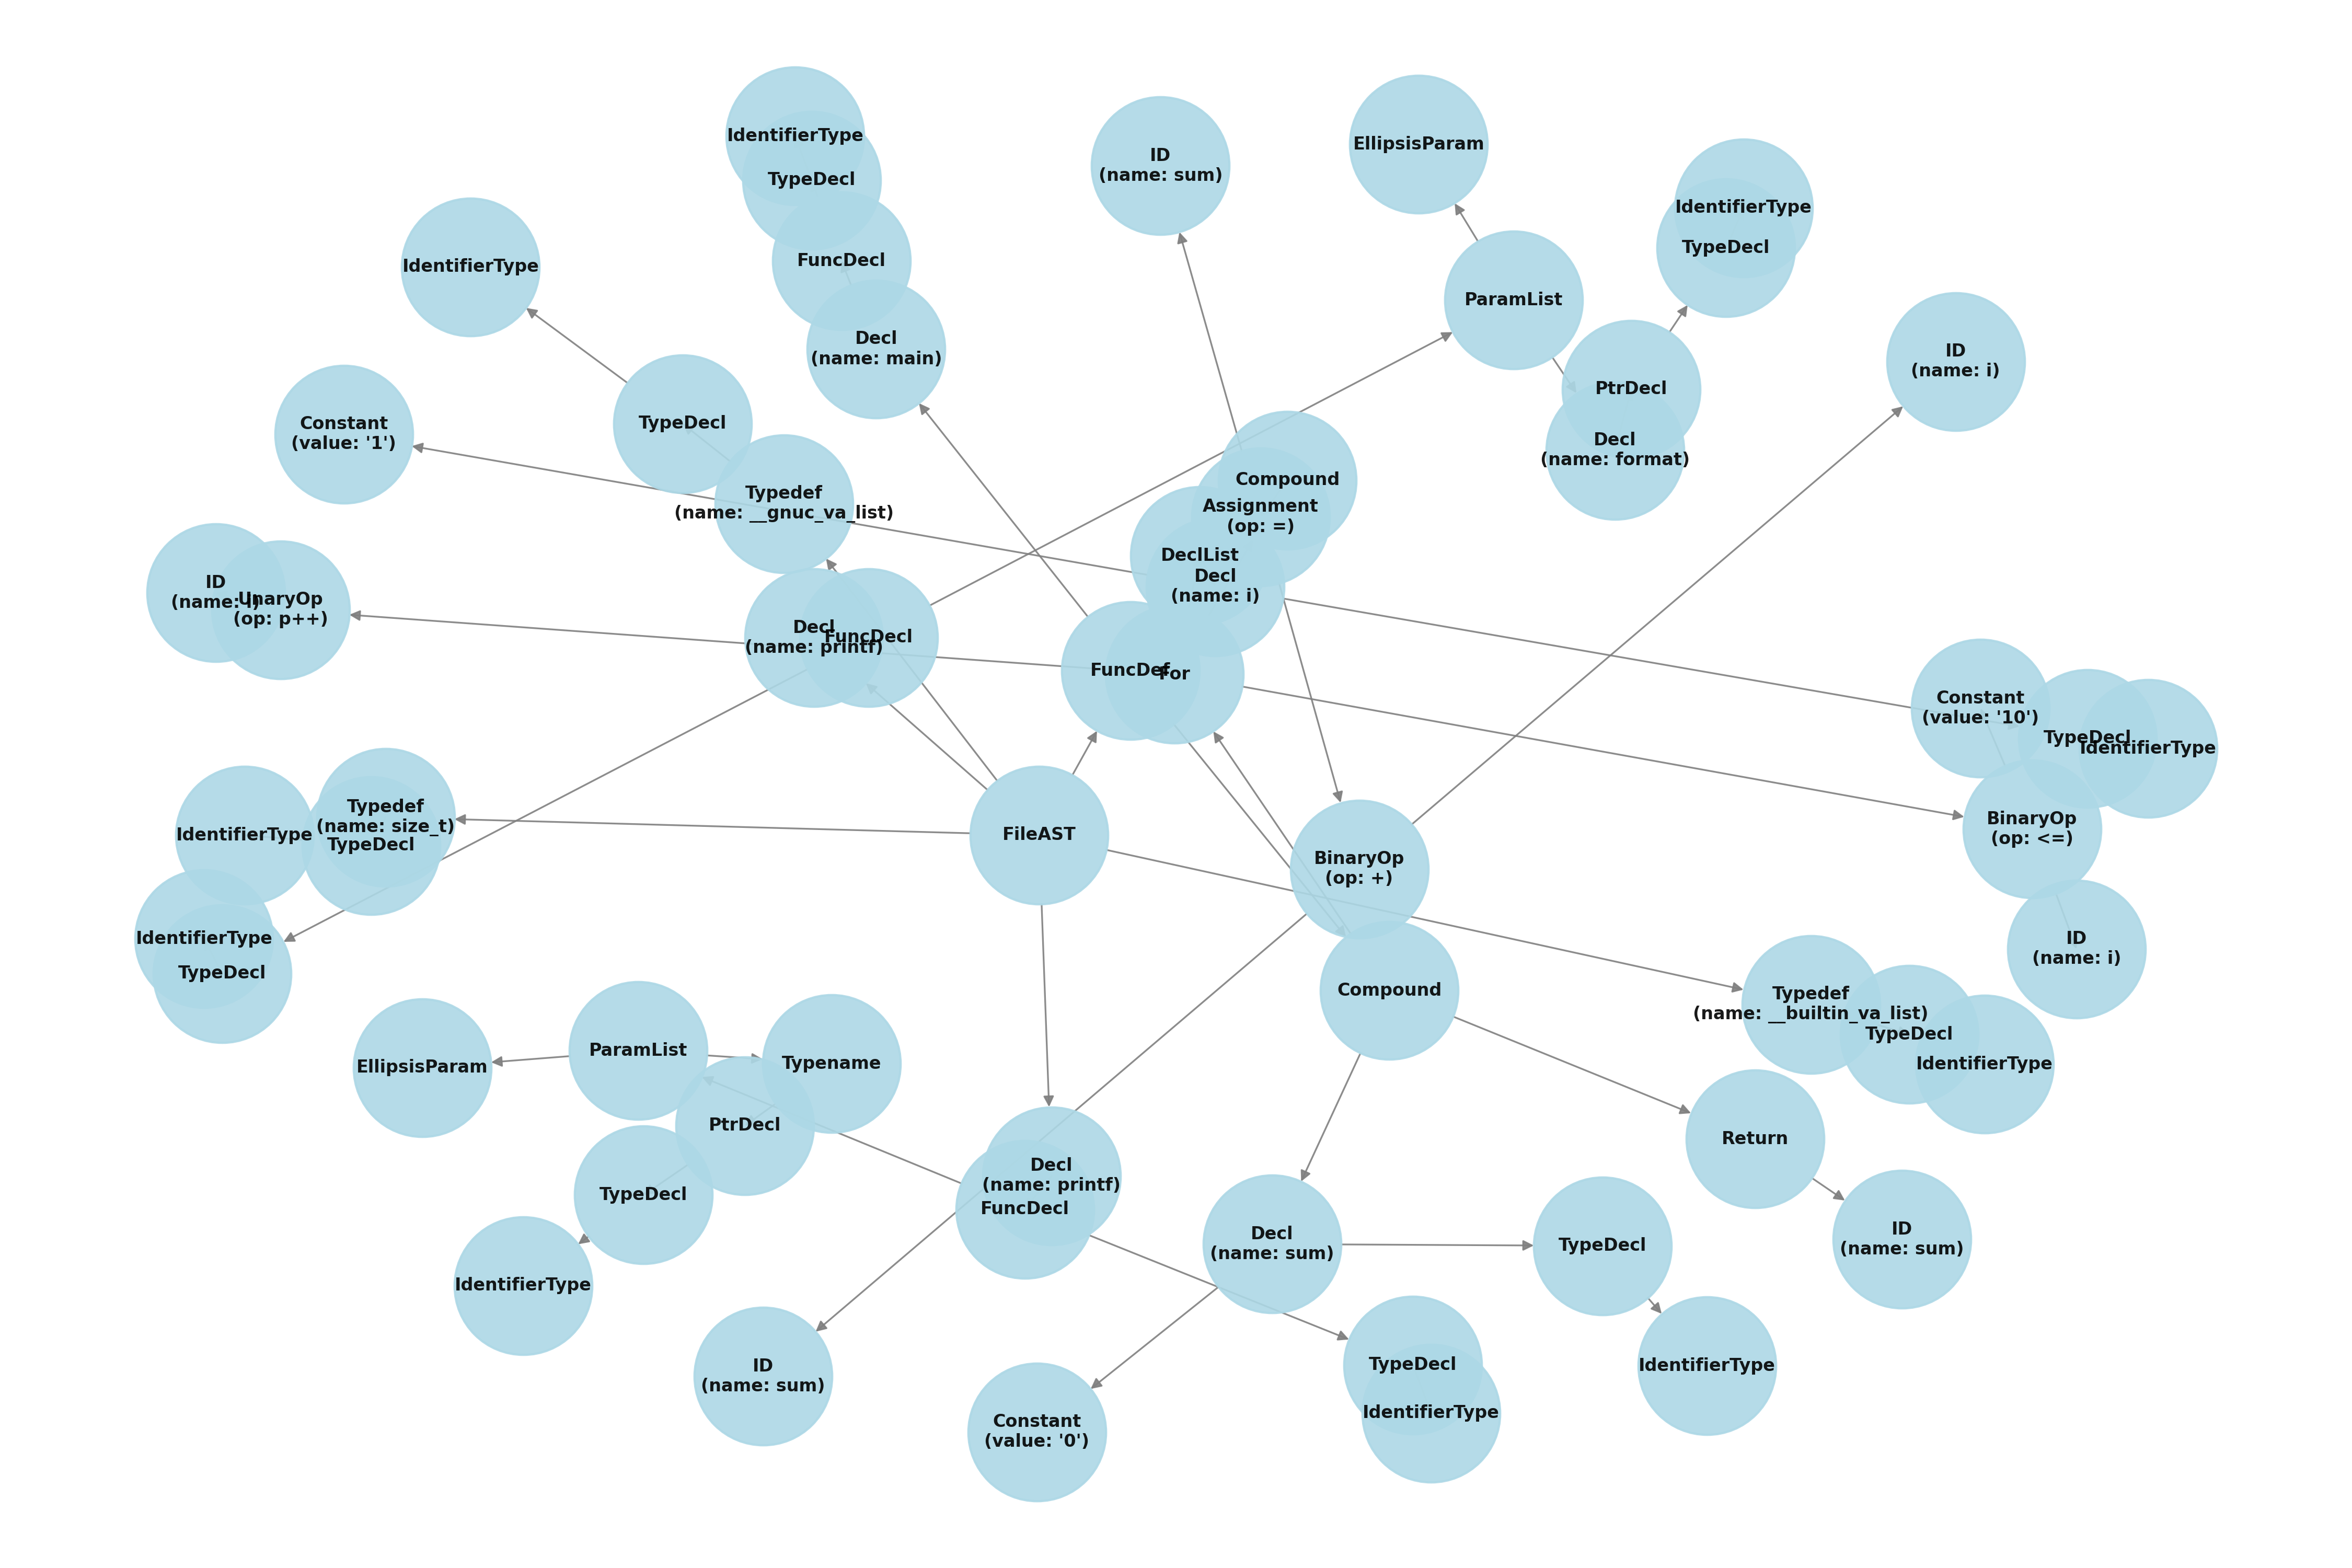 IdentifierType
TypeDecl
FuncDecl
Decl
(name: main)
ID
(name: sum)
EllipsisParam
ParamList
IdentifierType
TypeDecl
PtrDecl
Decl
(name: format)
ID
(name: i)
IdentifierType
TypeDecl
Constant
(value: '1')
Typedef
(name: __gnuc_va_list)
Compound
Assignment
(op: =)
DeclList
Decl
(name: i)
ID
(name: i)
UnaryOp
(op: p++)
Decl
(name: printf)
FuncDecl
FuncDef
For
Constant
(value: '10')
TypeDecl
IdentifierType
BinaryOp
(op: <=)
ID
(name: i)
Typedef
(name: size_t)
TypeDecl
IdentifierType
IdentifierType
TypeDecl
FileAST
BinaryOp
(op: +)
Compound
Typedef
(name: __builtin_va_list)
TypeDecl
IdentifierType
EllipsisParam
ParamList
Typename
PtrDecl
TypeDecl
IdentifierType
Decl
(name: printf)
FuncDecl
Return
ID
(name: sum)
Decl
(name: sum)
TypeDecl
IdentifierType
ID
(name: sum)
Constant
(value: '0')
TypeDecl
IdentifierType